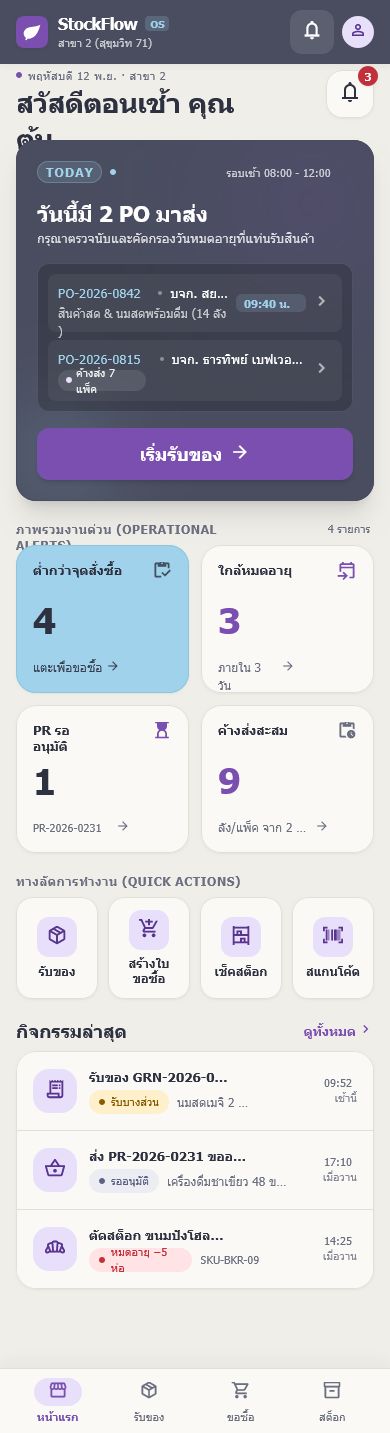 StockFlow OS
สาขา 2 (สุขุมวิท 71)
พฤหัสบดี 12 พ.ย. · สาขา 2
3
สวัสดีตอนเช้า คุณ
ต้น
TODAY
รอบเช้า 08:00 - 12:00
วันนี้มี 2 PO มาส่ง
กรุณาตรวจนับและคัดกรองวันหมดอายุที่แท่นรับสินค้า
PO-2026-0842 • บจก. สย...
09:40 น.
สินค้าสด & นมสดพร้อมดื่ม (14 ลัง
)
PO-2026-0815 • บจก. ธารทิพย์ เบฟเวอ...
ค้างส่ง 7
แพ็ค
เริ่มรับของ
ภาพรวมงานด่วน (OPERATIONAL
ALERTS)
4 รายการ
ต่ำกว่าจุดสั่งซื้อ
4
แตะเพื่อขอซื้อ
ใกล้หมดอายุ
3
ภายใน 3
วัน
PR รอ
อนุมัติ
1
PR-2026-0231
ค้างส่งสะสม
9
ลัง/แพ็ค จาก 2 ...
ทางลัดการทำงาน (QUICK ACTIONS)
รับของ
สร้างใบ
ขอซื้อ
เช็คสต็อก
สแกนโค้ด
กิจกรรมล่าสุด
ดูทั้งหมด
รับของ GRN-2026-0...
09:52
รับบางส่วน
นมสดเมจิ 2 ...
เช้านี้
ส่ง PR-2026-0231 ขออ...
17:10
รออนุมัติ
เครื่องดื่มชาเขียว 48 ข...
เมื่อวาน
ตัดสต็อก ขนมปังโฮล...
14:25
หมดอายุ −5
ห่อ
SKU-BKR-09
เมื่อวาน
หน้าแรก
รับของ
ขอซื้อ
สต็อก